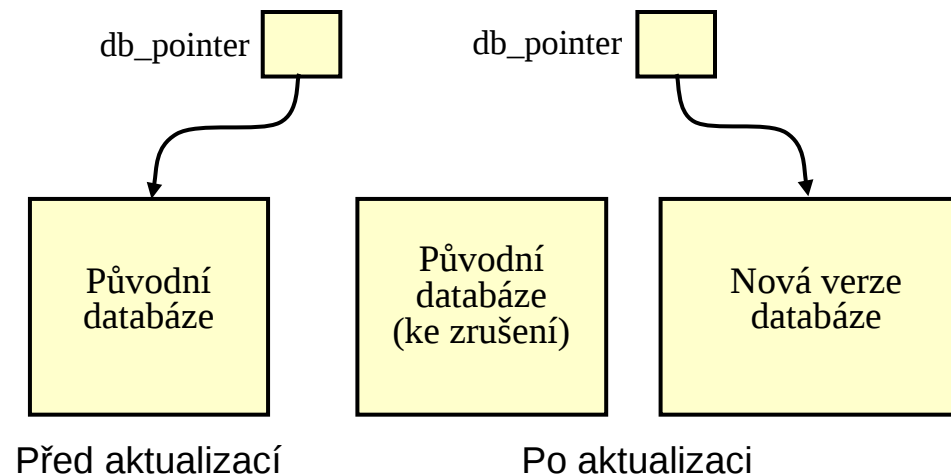 db_pointer
db_pointer
Původní
databáze
Původní
databáze
(ke zrušení)
Nová verze
databáze
Před aktualizací
Po aktualizaci